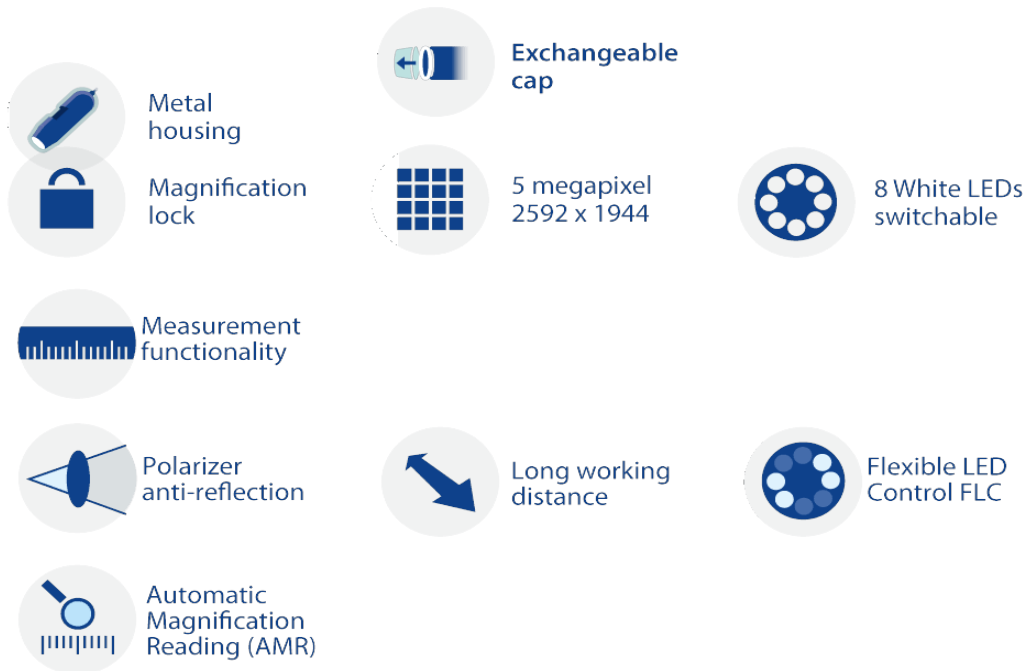 Exchangeable
cap
Metal
housing
Magnification
lock
5 megapixel
2592 x 1944
8 White LEDs
switchable
Measurement
functionality
Polarizer
anti-reflection
Long working
distance
Flexible LED
Control FLC
Automatic
Magnification
Reading (AMR)